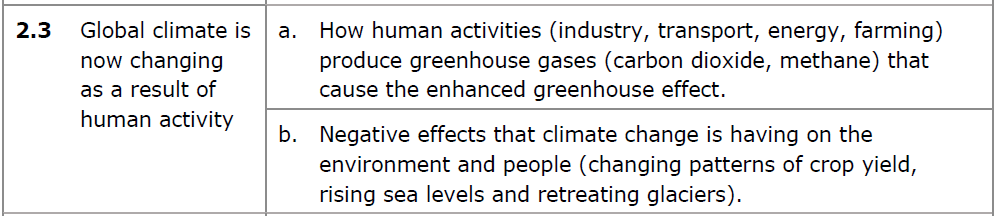 2.3 Global climate is
now changing
as a result of
human activity
a. How human activities (industry, transport, energy, farming)
produce greenhouse gases (carbon dioxide, methane) that
cause the enhanced greenhouse effect.
b. Negative effects that climate change is having on the
environment and people (changing patterns of crop yield,
rising sea levels and retreating glaciers).